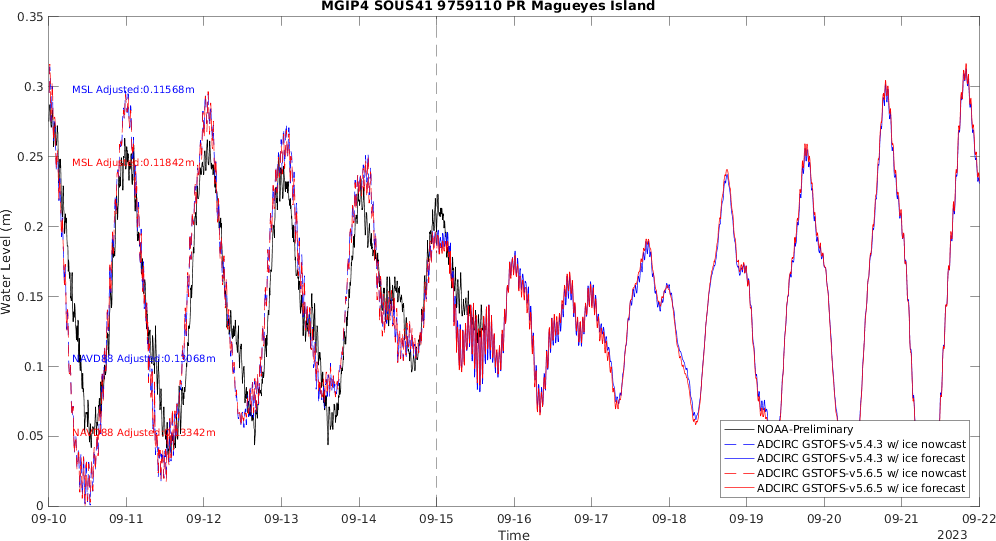 MGIP4 SOUS41 9759110 PR Magueyes Island
0.35
0.3
0.25
0.2
0.15
0.1
0.05
0
Water Level (m)
MSL Adjusted:0.11568m
MSL Adjusted:0.11842m
NAVD88 Adjusted:0.13068m
NAVD88 Adjusted:0.13342m
NOAA-Preliminary
ADCIRC GSTOFS-v5.4.3 w/ ice nowcast
ADCIRC GSTOFS-v5.4.3 w/ ice forecast
ADCIRC GSTOFS-v5.6.5 w/ ice nowcast
ADCIRC GSTOFS-v5.6.5 w/ ice forecast
09-10 09-11 09-12 09-13 09-14 09-15 09-16 09-17 09-18 09-19 09-20 09-21 09-22
Time
2023